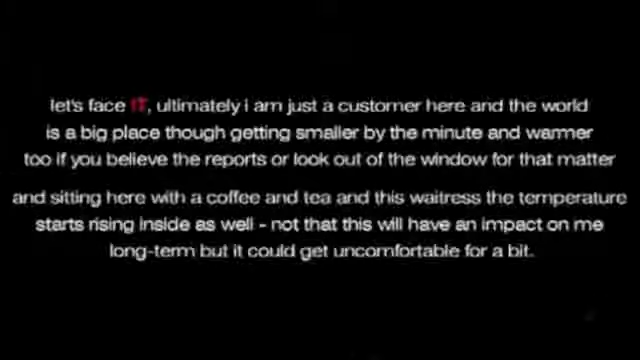 let's face IT, ultimately i am just a customer here and the world
is a big place though getting smaller by the minute and warmer
too if you believe the reports or look out of the window for that matter
and sitting here with a coffee and tea and this waitress the temperature
starts rising inside as well - not that this will have an impact on me
long-term but it could get uncomfortable for a bit.